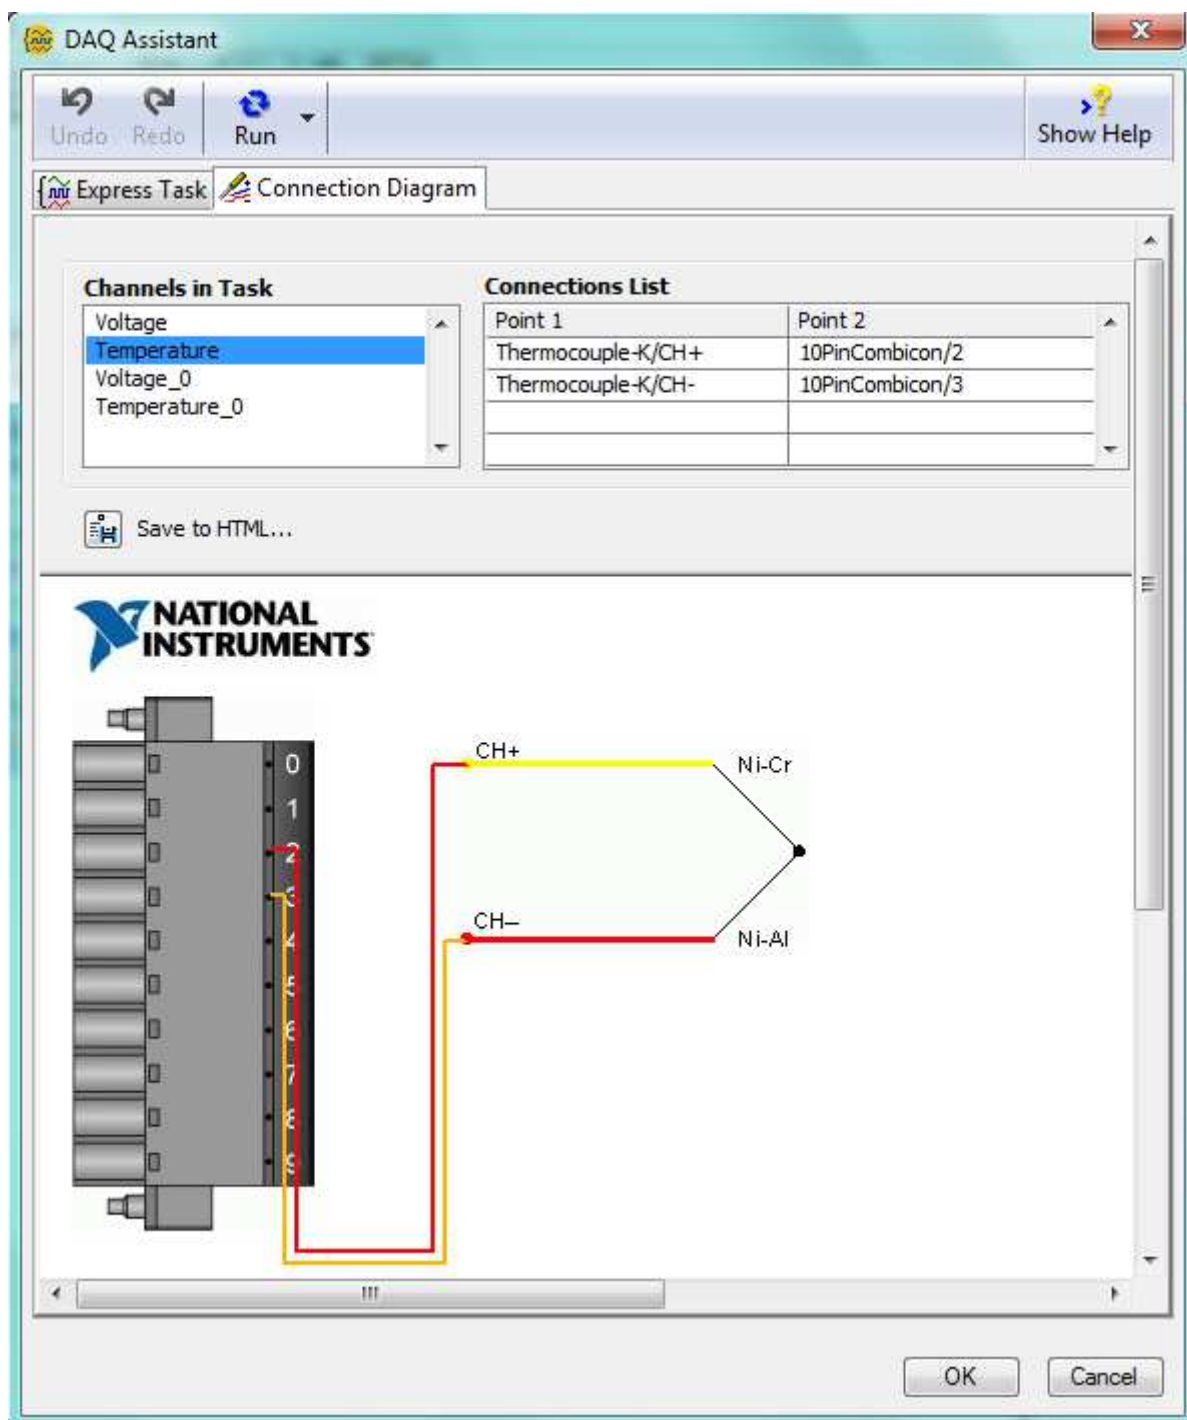 DAQ Assistant
Undo Redo Run Show Help
Express Task Connection Diagram
Channels in Task
Voltage
Temperature
Voltage_0
Temperature_0
Connections List
Point 1 Point 2
Thermocouple-K/CH+ 10PinCombicon/2
Thermocouple-K/CH- 10PinCombicon/3
Save to HTML...
NATIONAL
INSTRUMENTS
0
1
2
3
4
5
6
7
8
9
CH+
Ni-Cr
CH–
Ni-Al
OK Cancel